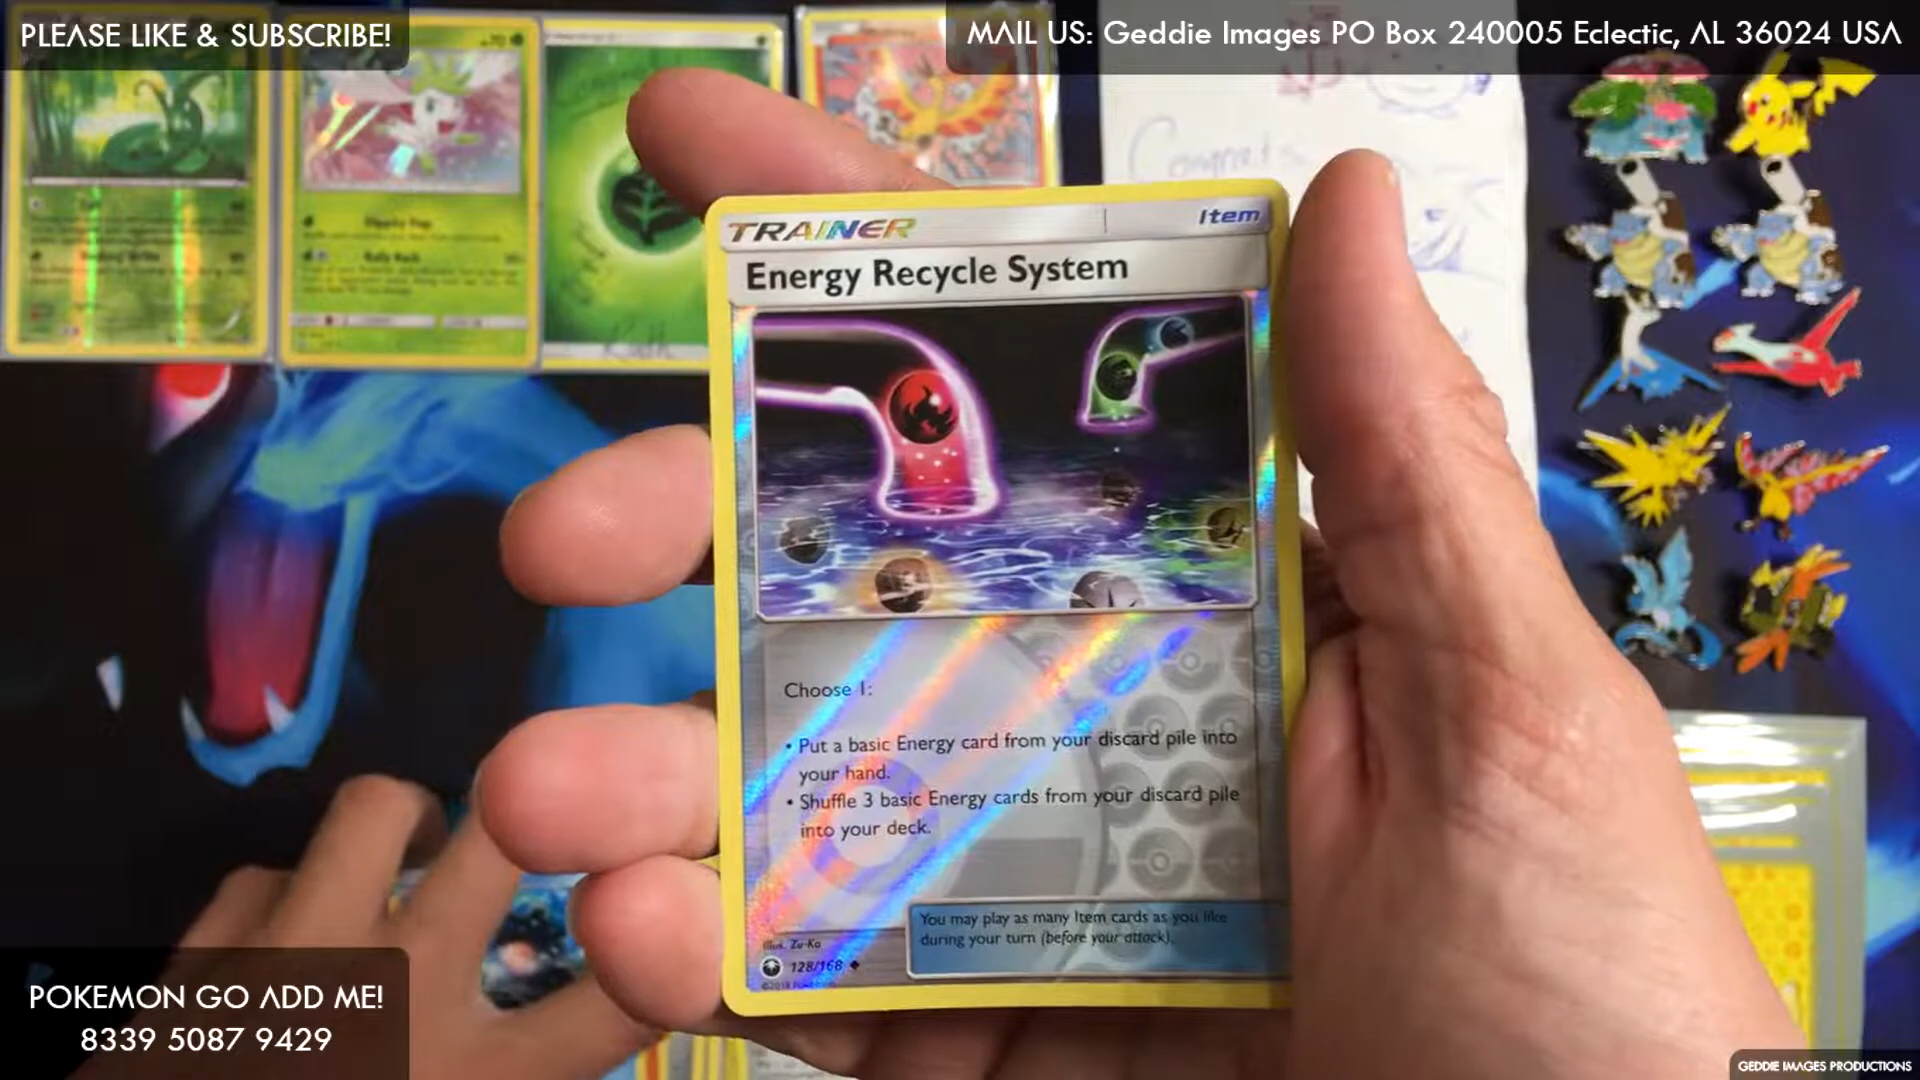 PLEASE LIKE & SUBSCRIBE!
MAIL US: Geddie Images PO Box 240005 Eclectic, AL 36024 USA
Congrats
TRAINER
Item
Energy Recycle System
Choose 1:
• Put a basic Energy card from your discard pile into
your hand.
• Shuffle 3 basic Energy cards from your discard pile
into your deck.
You may play as many Item cards as you like
during your turn (before your attack).
Illus. Zu-Ka
128/168
POKEMON GO ADD ME!
8339 5087 9429
GEDDIE IMAGES PRODUCTIONS